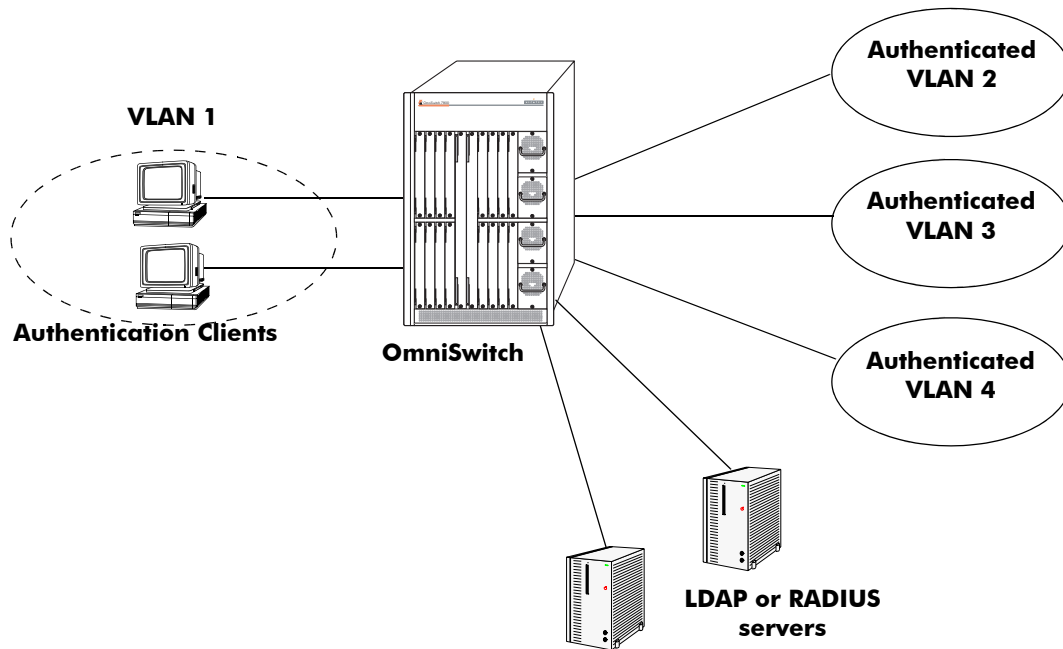 Authenticated
VLAN 2
VLAN 1
Authenticated
VLAN 3
Authentication Clients
OmniSwitch
Authenticated
VLAN 4
LDAP or RADIUS
servers